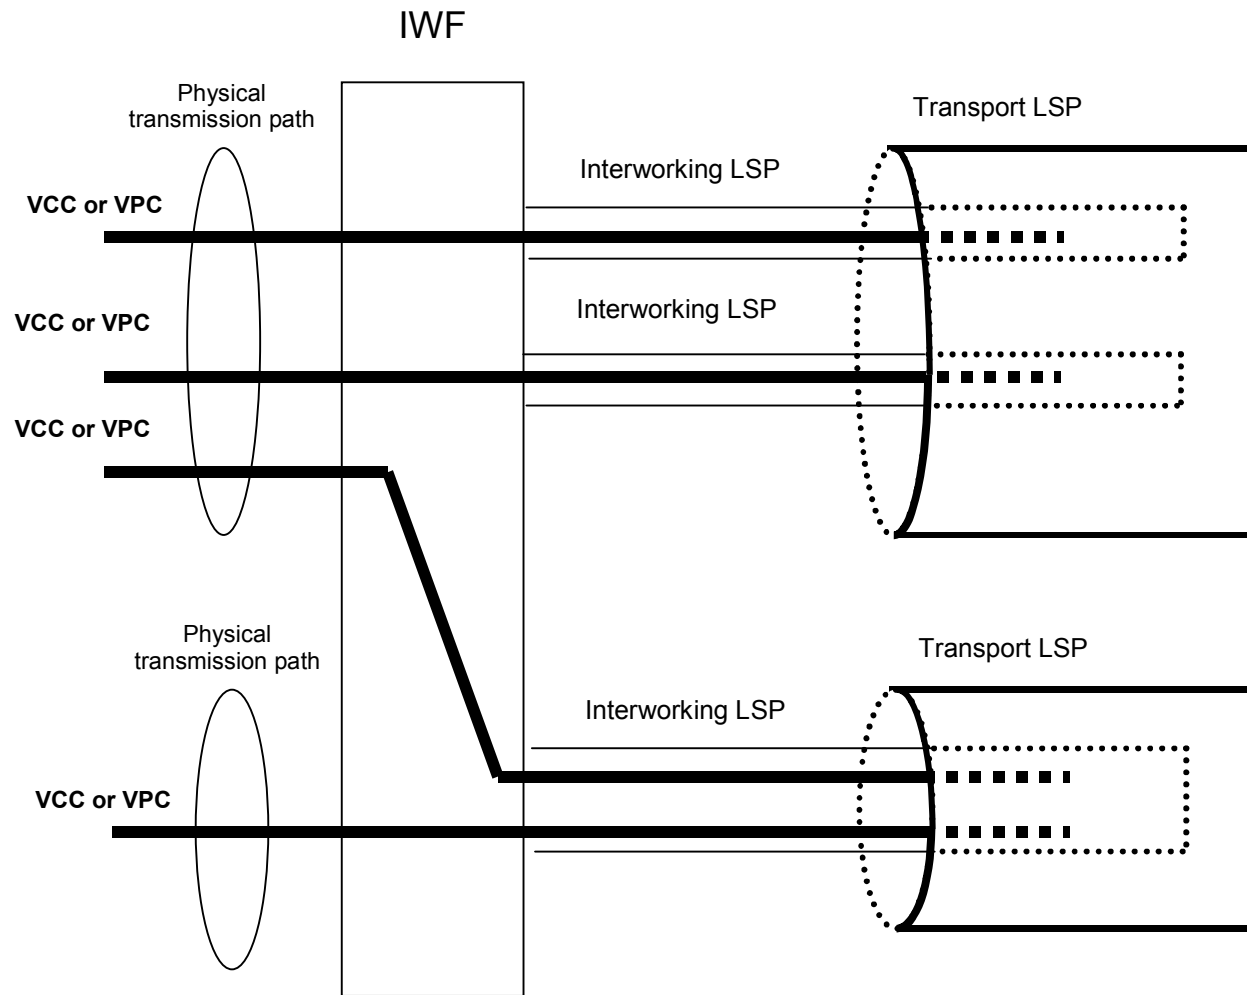 IWF
Physical
transmission path
Transport LSP
Interworking LSP
VCC or VPC
Interworking LSP
VCC or VPC
VCC or VPC
Physical
transmission path
Transport LSP
Interworking LSP
VCC or VPC